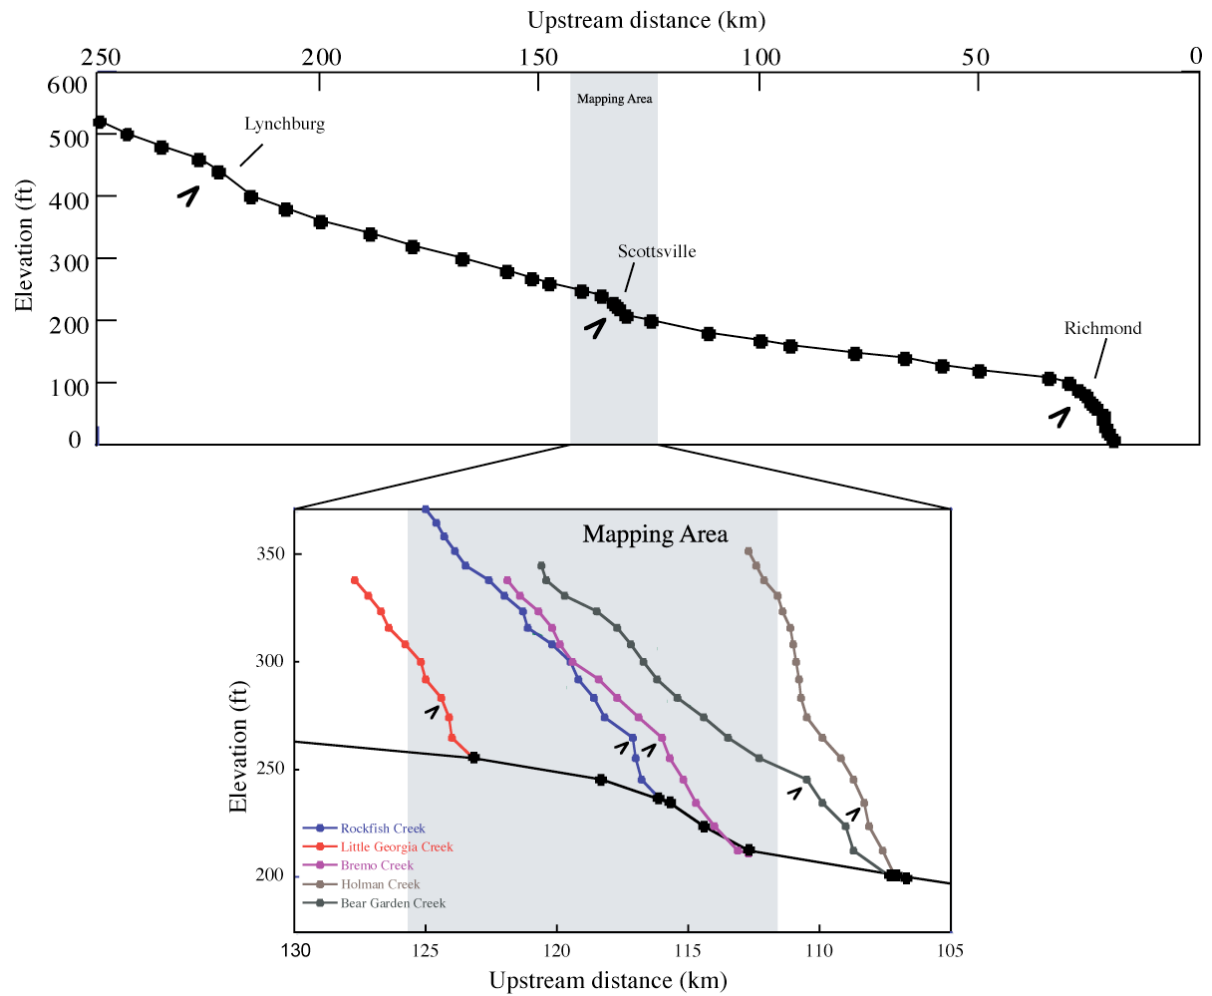 Upstream distance (km)
250 200 150 100 50 0
600
Mapping Area
Lynchburg
500
400
Elevation (ft)
Scottsville
300
200
Richmond
100
0
Mapping Area
350
300
Elevation (ft)
250
Rockfish Creek
Little Georgia Creek
Bremo Creek
200
Holman Creek
Bear Garden Creek
130 125 120 115 110 105
Upstream distance (km)